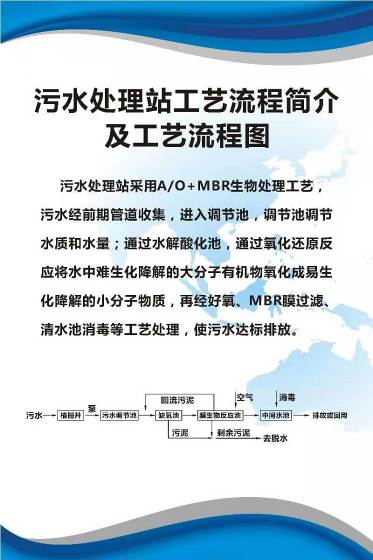 污水处理站工艺流程简介
及工艺流程图
污水处理站采用A/O+MBR生物处理工艺，
污水经前期管道收集，进入调节池，调节池调节
水质和水量；通过水解酸化池，通过氧化还原反
应将水中难生化降解的大分子有机物氧化成易生
化降解的小分子物质，再经好氧、MBR膜过滤、
清水池消毒等工艺处理，使污水达标排放。
回流污泥 空气 消毒
污水 格栅井 泵 污水调节池 缺氧池 膜生物反应池 中间水池 排放或回用
污泥 剩余污泥 去脱水